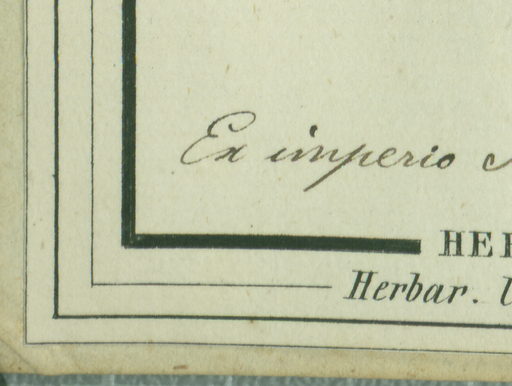 Ex imperio
HE
Herbar.